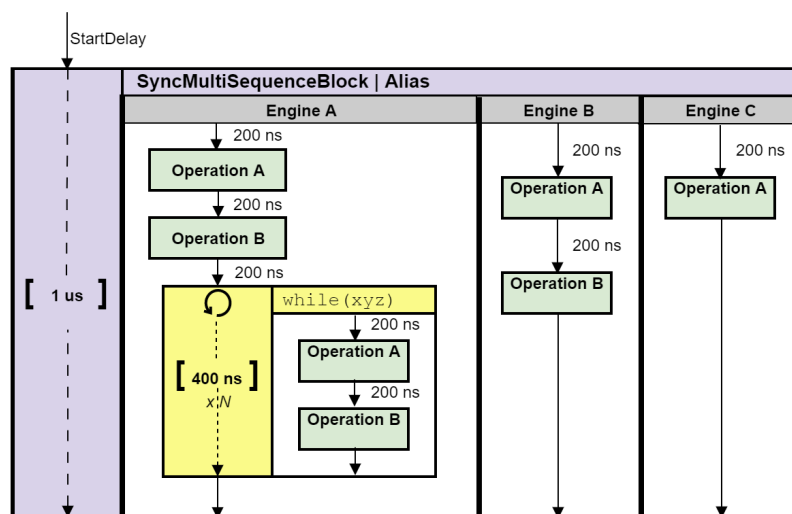 StartDelay
SyncMultiSequenceBlock | Alias
Engine A
Engine B
Engine C
200 ns
Operation A
200 ns
Operation B
200 ns
while(xyz)
200 ns
Operation A
200 ns
Operation B
[ 400 ns ]
x N
[ 1 us ]
200 ns
Operation A
200 ns
Operation B
200 ns
Operation A